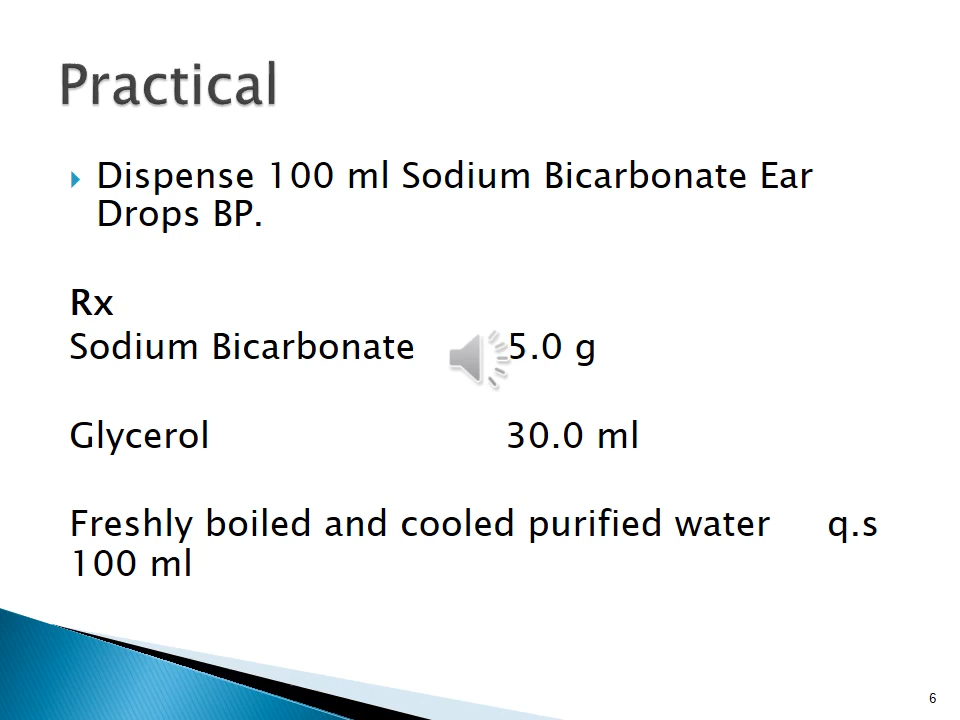 Practical
Dispense 100 ml Sodium Bicarbonate Ear
Drops BP.
Rx
Sodium Bicarbonate 5.0 g
Glycerol 30.0 ml
Freshly boiled and cooled purified water q.s
100 ml
6